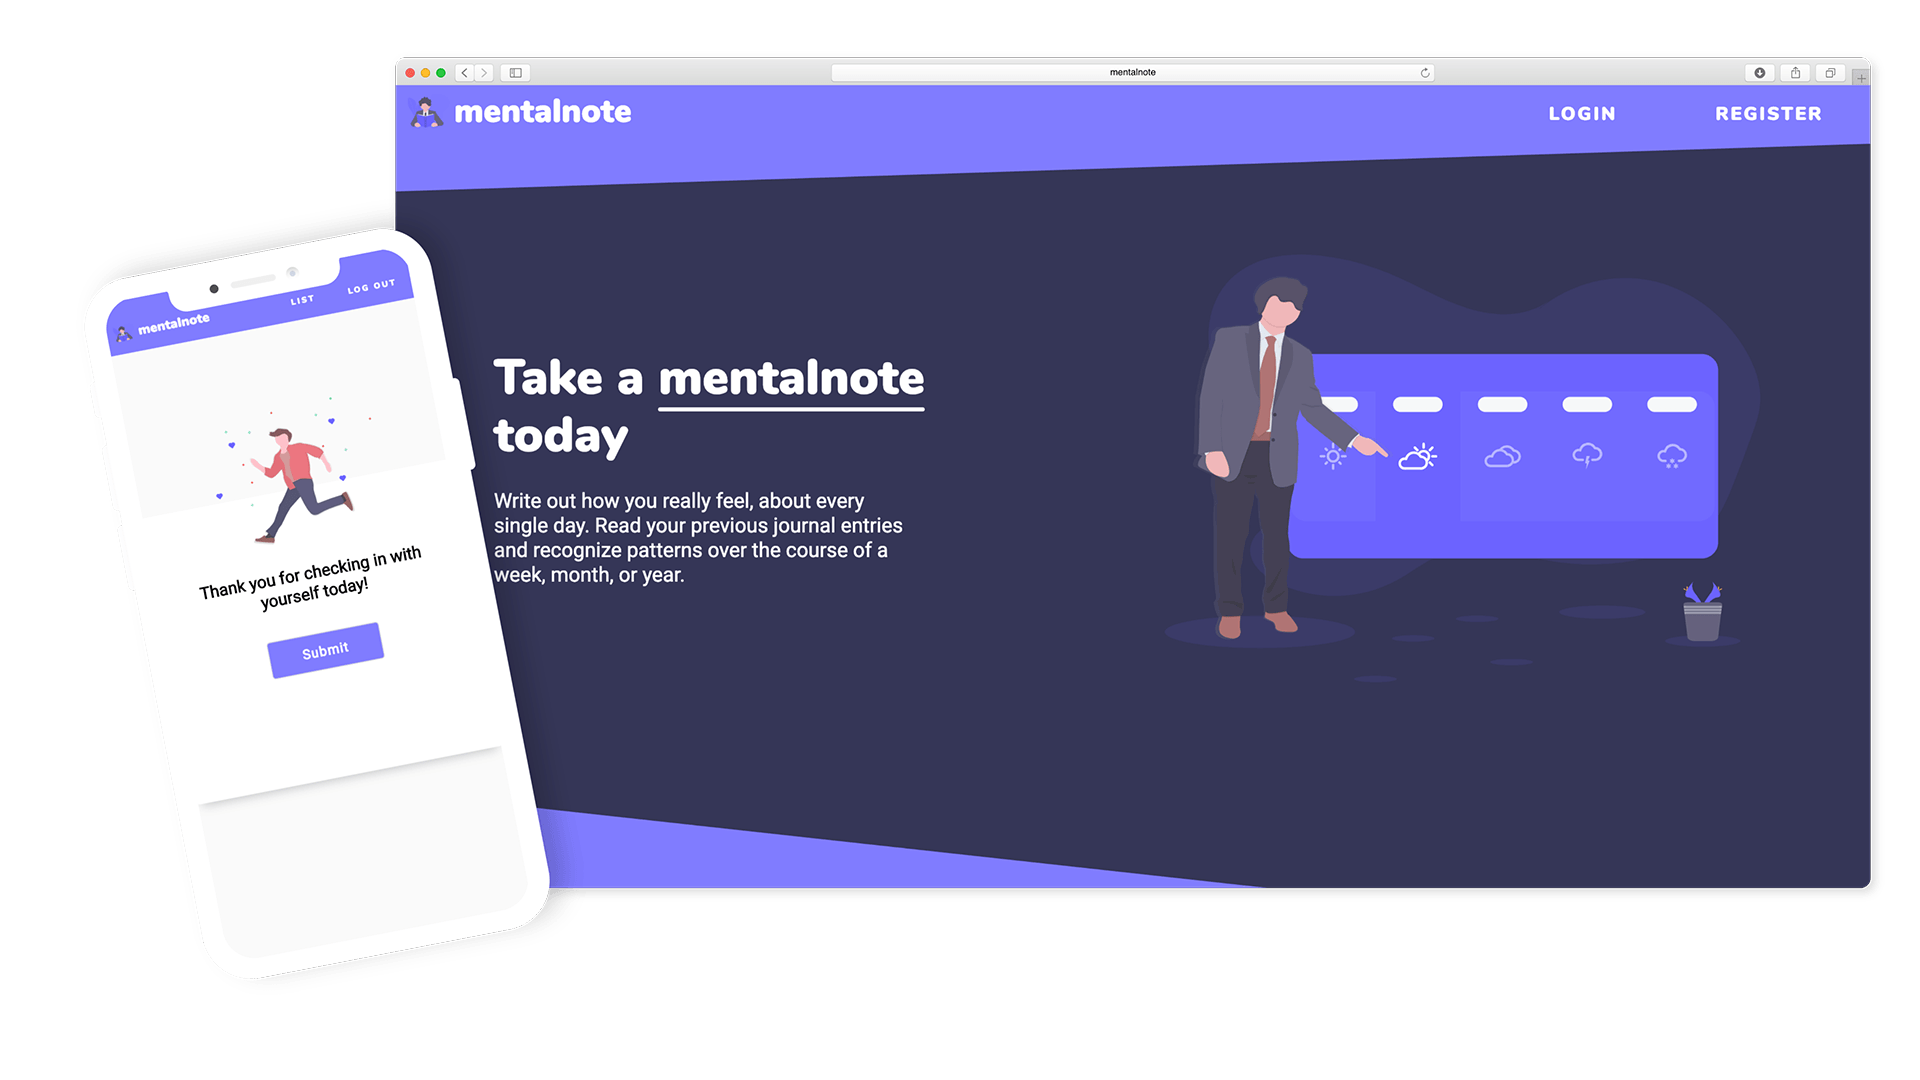 mentalnote
mentalnote
LOGIN
REGISTER
Take a mentalnote
today
Write out how you really feel, about every
single day. Read your previous journal entries
and recognize patterns over the course of a
week, month, or year.
LIST
LOG OUT
mentalnote
Thank you for checking in with
yourself today!
Submit